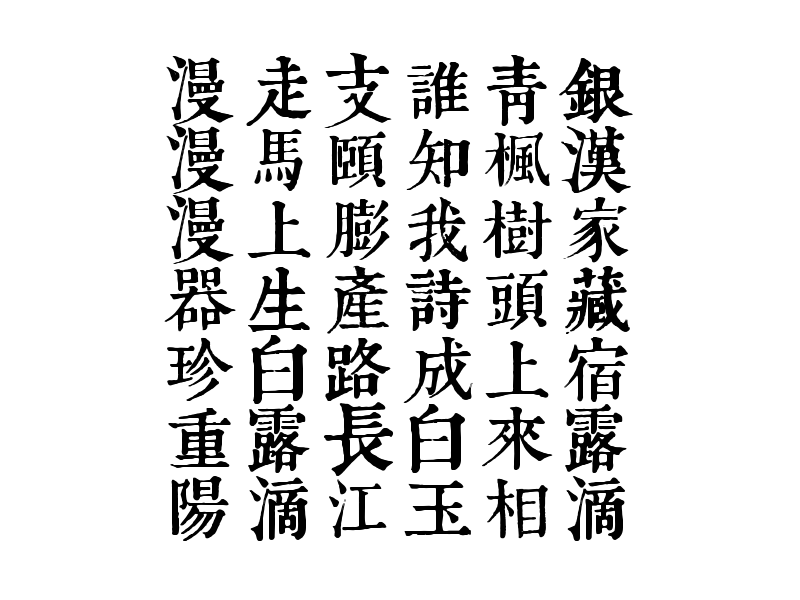 銀漢家藏宿露滴
青楓樹頭上來相
誰知我詩成白玉
支頤膨產路長江
走馬上生白露滴
漫漫漫器珍重陽